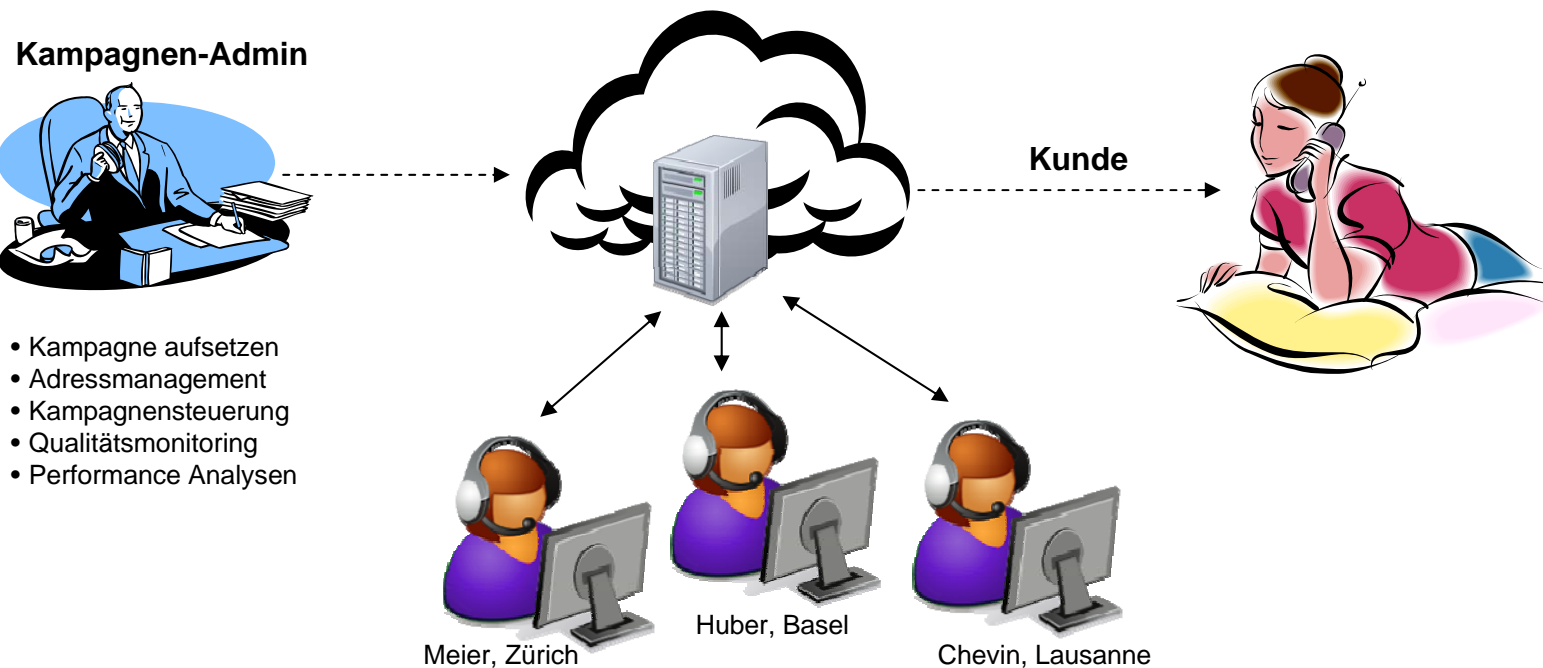 Kampagnen-Admin
Kunde
• Kampagne aufsetzen
• Adressmanagement
• Kampagnensteuerung
• Qualitätsmonitoring
• Performance Analysen
Meier, Zürich
Huber, Basel
Chevin, Lausanne